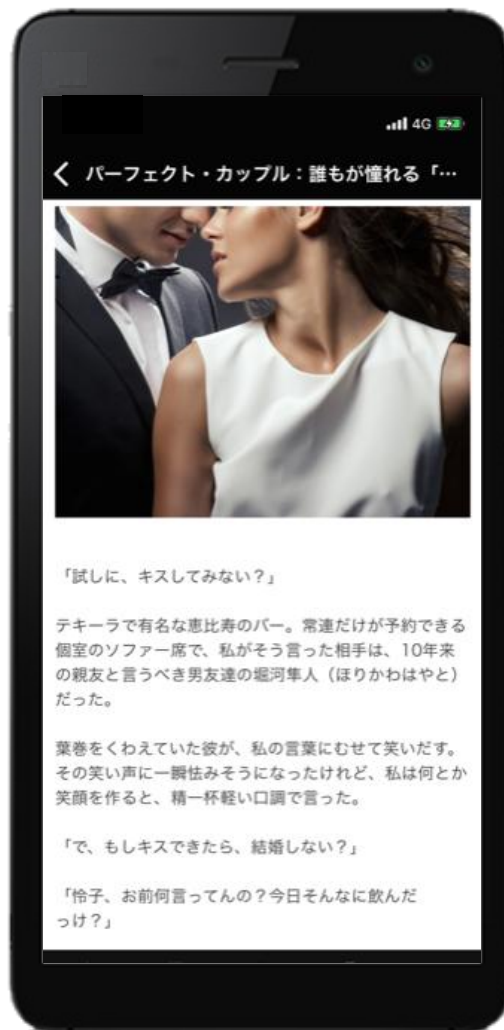 4G
パーフェクト・カップル：誰もが憧れる「…
「試しに、キスしてみない？」
テキーラで有名な恵比寿のバー。常連だけが予約できる
個室のソファー席で、私がそう言った相手は、10年来
の親友と言うべき男友達の堀河隼人（ほりかわはやと）
だった。
葉巻をくわえていた彼が、私の言葉にむせて笑いだす。
その笑い声に一瞬怯みそうになったけれど、私は何とか
笑顔を作ると、精一杯軽い口調で言った。
「で、もしキスできたら、結婚しない？」
「怜子、お前何言ってんの？今日そんなに飲んだ
っけ？」